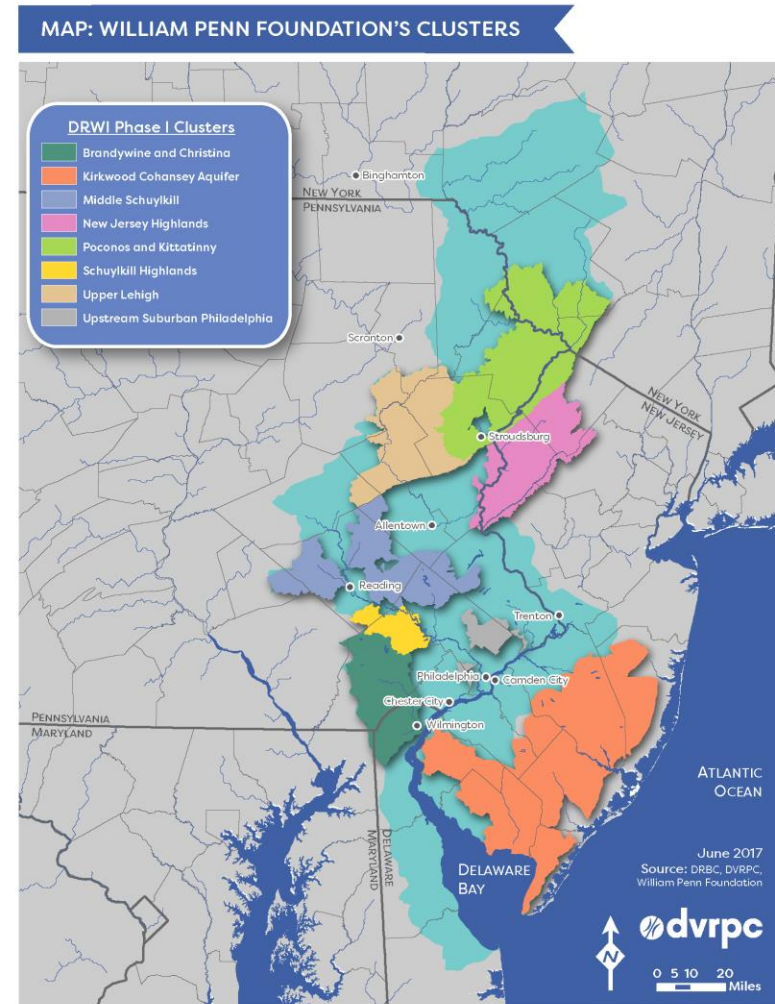 MAP: WILLIAM PENN FOUNDATION'S CLUSTERS
DRWI Phase I Clusters
Brandywine and Christina
Kirkwood Cohansey Aquifer
Middle Schuylkill
New Jersey Highlands
Poconos and Kittatinny
Schuylkill Highlands
Upper Lehigh
Upstream Suburban Philadelphia
Binghamton
NEW YORK
PENNSYLVANIA
Scranton
NEW YORK
NEW JERSEY
Stroudsburg
Allentown
Reading
Trenton
Philadelphia
Camden City
Chester City
Wilmington
PENNSYLVANIA
MARYLAND
ATLANTIC
OCEAN
DELAWARE
MARYLAND
DELAWARE
BAY
June 2017
Source: DRBC, DVRPC,
William Penn Foundation
dvrpc
N
0 5 10 20
Miles